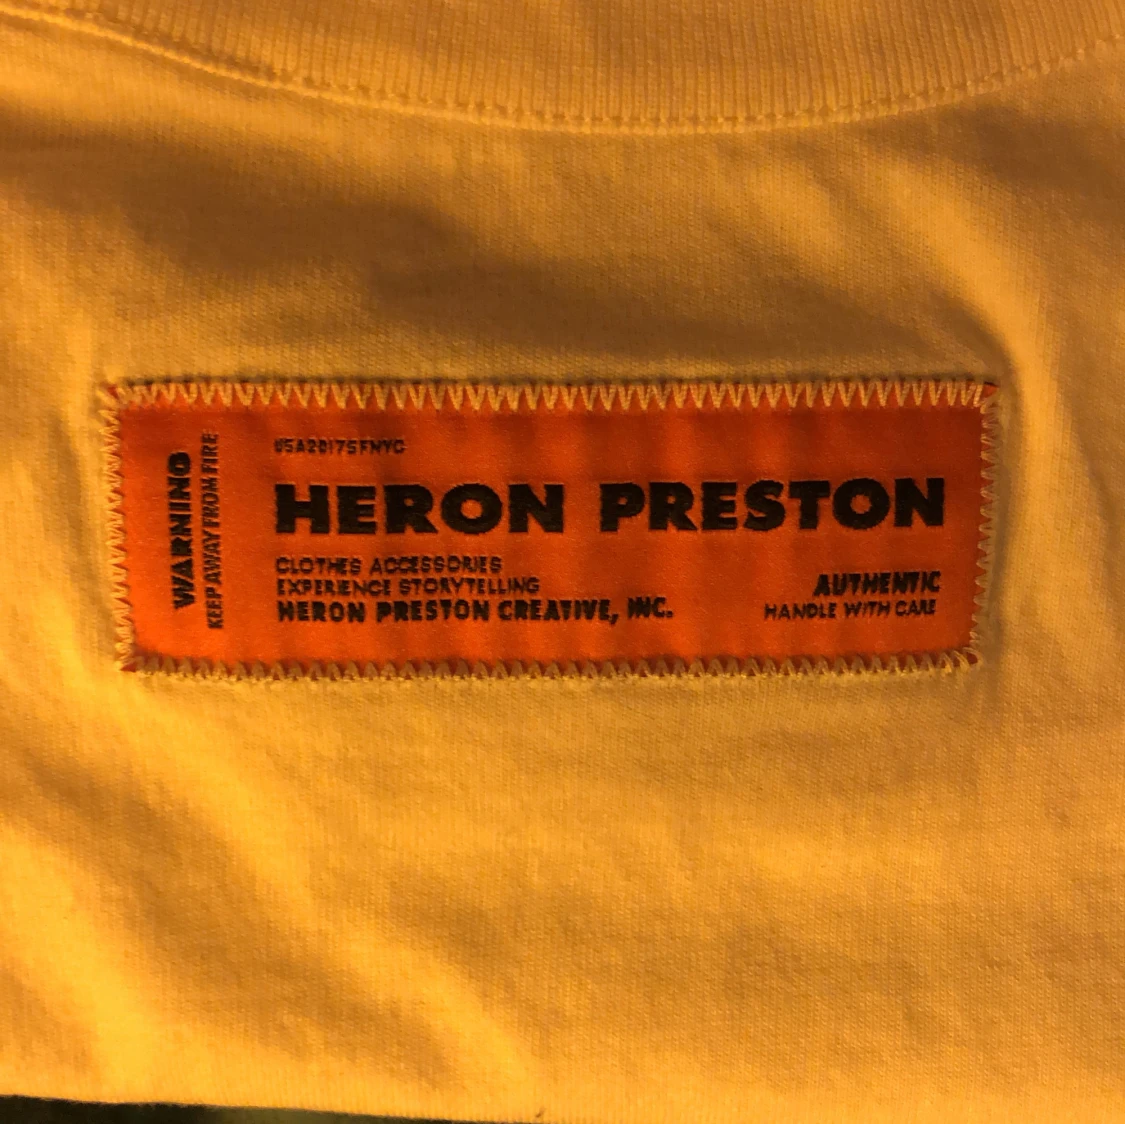 WARNING
KEEP AWAY FROM FIRE
USA2017SFNYC
HERON PRESTON
CLOTHES ACCESSORIES
EXPERIENCE STORYTELLING
HERON PRESTON CREATIVE, INC.
AUTHENTIC
HANDLE WITH CARE